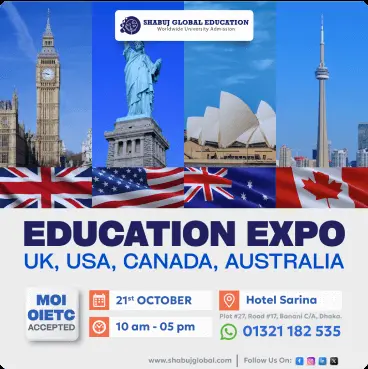 SHABUJ GLOBAL EDUCATION
Worldwide University Admission
EDUCATION EXPO
UK, USA, CANADA, AUSTRALIA
MOI
OIETC
ACCEPTED
21st OCTOBER
10 am - 05 pm
Hotel Sarina
Plot #27, Road #17, Banani C/A, Dhaka.
01321 182 535
www.shabujglobal.com
Follow Us On: